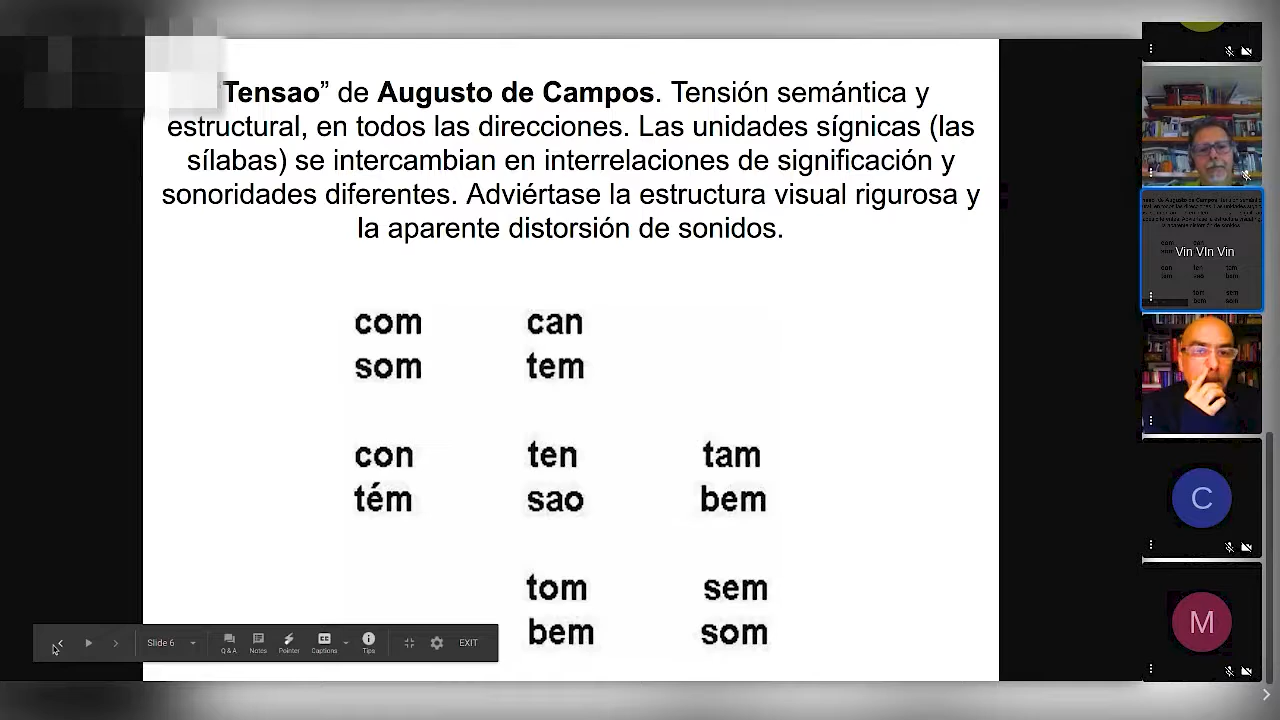 Tensao” de Augusto de Campos. Tensión semántica y
estructural, en todos las direcciones. Las unidades sígnicas (las
sílabas) se intercambian en interrelaciones de significación y
sonoridades diferentes. Adviértase la estructura visual rigurosa y
la aparente distorsión de sonidos.
com can
som tem
con ten tam
tém sao bem
tom sem
bem som
Slide 6
Q & A Notes Pointer Captions Tips
EXIT
Vin VIn Vin
C
M